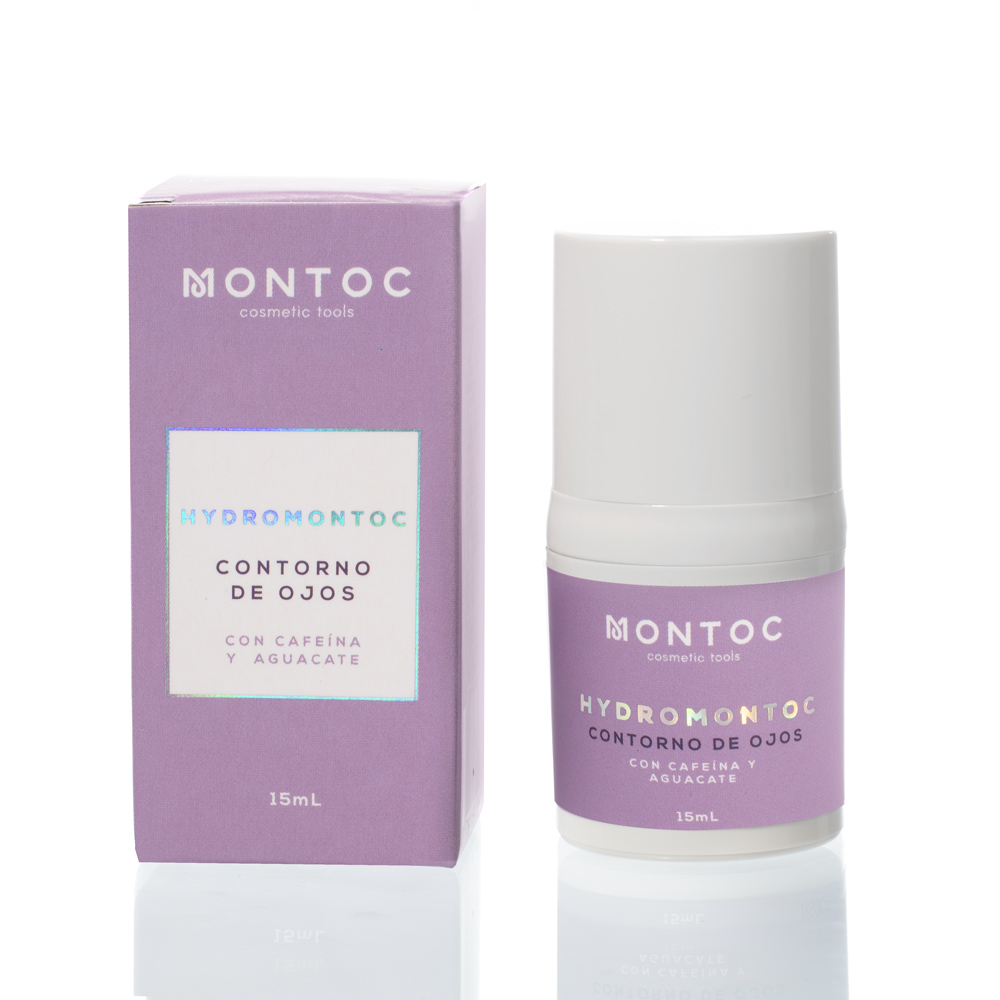 MONTOC
cosmetic tools
HYDROMONTOC
CONTORNO
DE OJOS
CON CAFEÍNA
Y AGUACATE
15mL
MONTOC
cosmetic tools
HYDROMONTOC
CONTORNO DE OJOS
CON CAFEÍNA Y
AGUACATE
15mL